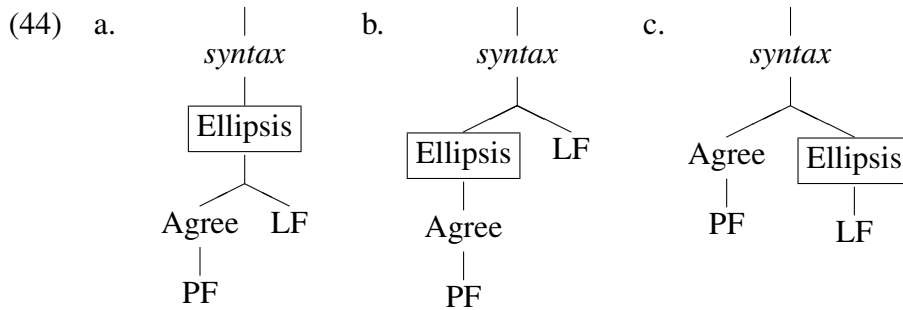 (44) a. b. c.
syntax syntax syntax
Ellipsis
Ellipsis LF Agree Ellipsis
Agree LF Agree PF LF
PF PF